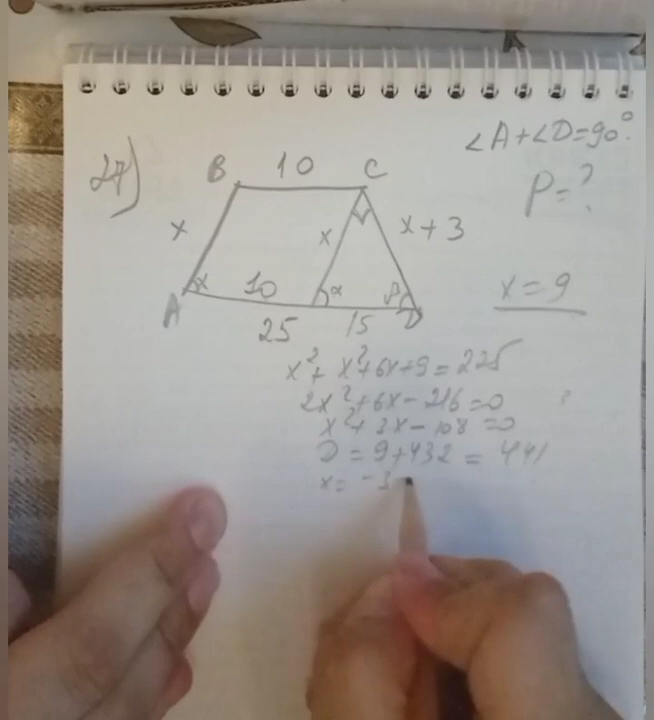 ∠A+∠D=90°
27)
B 10 C
P=?
x x x+3
α 10 α β
x=9
A 25 15 D
x²+x²+6x+9=225
2x²+6x-216=0
x²+3x-108=0
D=9+432=441
x=-3